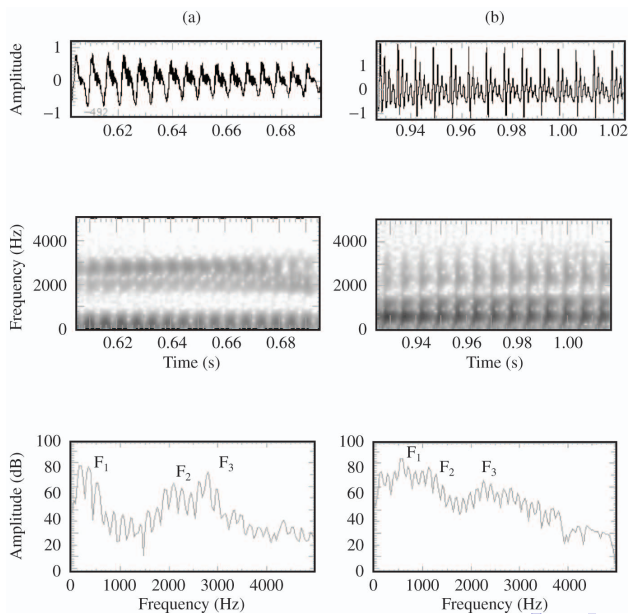 (a) (b)
Amplitude
1
0
−1
−492
0.62 0.64 0.66 0.68
1
0
−1
0.94 0.96 0.98 1.00 1.02
Frequency (Hz)
4000
2000
0
0.62 0.64 0.66 0.68
Time (s)
4000
2000
0
0.94 0.96 0.98 1.00
Time (s)
Amplitude (dB)
100
80
60
40
20
0
F1
F2
F3
0 1000 2000 3000 4000
Frequency (Hz)
100
80
60
40
20
0
F1
F2
F3
0 1000 2000 3000 4000
Frequency (Hz)